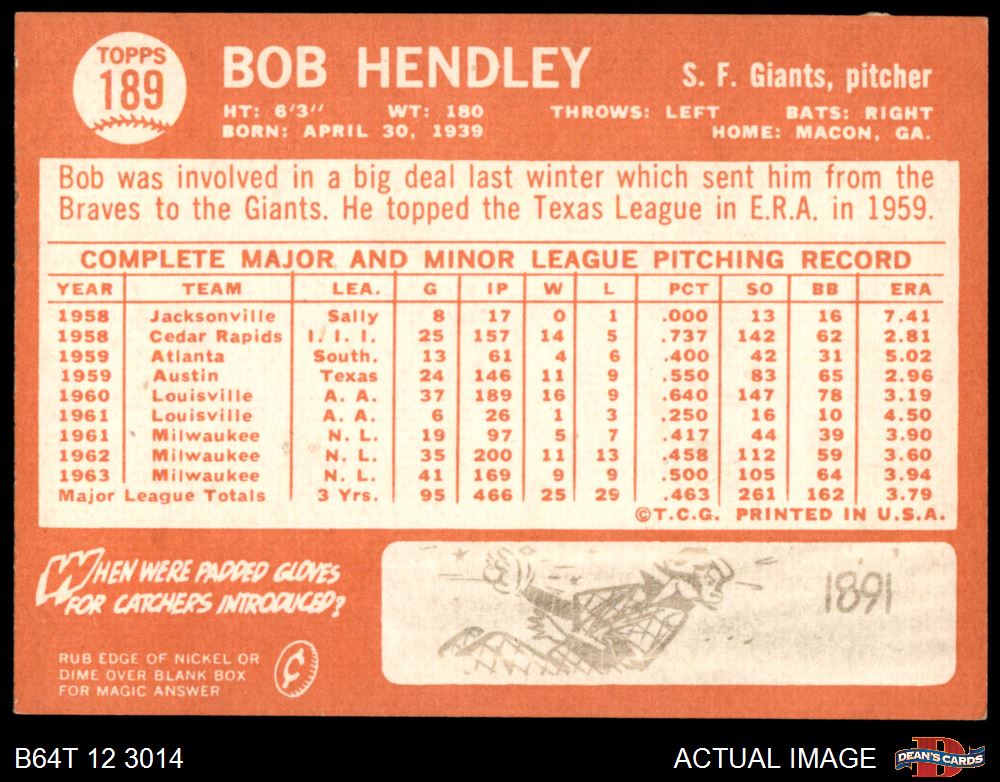 TOPPS
189
BOB HENDLEY
S. F. Giants, pitcher
HT: 6'3" WT: 180 THROWS: LEFT BATS: RIGHT
BORN: APRIL 30, 1939 HOME: MACON, GA.
Bob was involved in a big deal last winter which sent him from the
Braves to the Giants. He topped the Texas League in E.R.A. in 1959.
COMPLETE MAJOR AND MINOR LEAGUE PITCHING RECORD
YEAR TEAM LEA. G IP W L PCT SO BB ERA
1958 Jacksonville Sally 8 17 0 1 .000 13 16 7.41
1958 Cedar Rapids I. I. I. 25 157 14 5 .737 142 62 2.81
1959 Atlanta South. 13 61 4 6 .400 42 31 5.02
1959 Austin Texas 24 146 11 9 .550 83 65 2.96
1960 Louisville A. A. 37 189 16 9 .640 147 78 3.19
1961 Louisville A. A. 6 26 1 3 .250 16 10 4.50
1961 Milwaukee N. L. 19 97 5 7 .417 44 39 3.90
1962 Milwaukee N. L. 35 200 11 13 .458 112 59 3.60
1963 Milwaukee N. L. 41 169 9 9 .500 105 64 3.94
Major League Totals 3 Yrs. 95 466 25 29 .463 261 162 3.79
©T.C.G. PRINTED IN U.S.A.
WHEN WERE PADDED GLOVES
FOR CATCHERS INTRODUCED?
1891
RUB EDGE OF NICKEL OR
DIME OVER BLANK BOX
FOR MAGIC ANSWER
¢
B64T 12 3014
ACTUAL IMAGE
D
DEAN'S CARDS